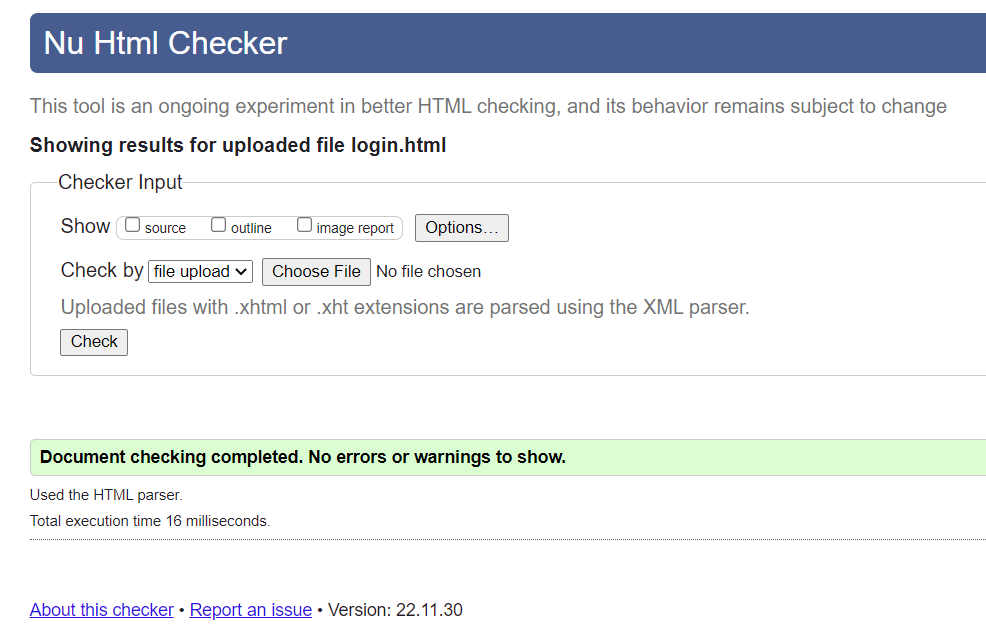 Nu Html Checker
This tool is an ongoing experiment in better HTML checking, and its behavior remains subject to change
Showing results for uploaded file login.html
Checker Input
Show source outline image report Options...
Check by file upload Choose File No file chosen
Uploaded files with .xhtml or .xht extensions are parsed using the XML parser.
Check
Document checking completed. No errors or warnings to show.
Used the HTML parser.
Total execution time 16 milliseconds.
About this checker • Report an issue • Version: 22.11.30